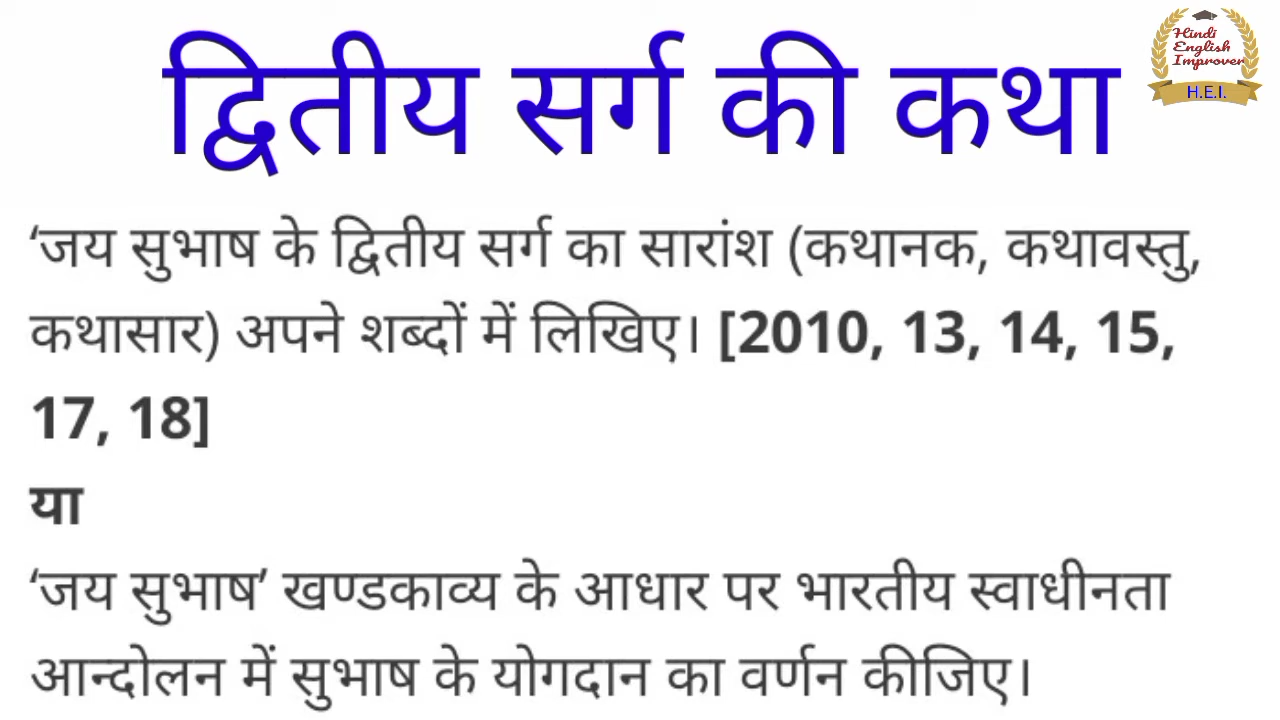 द्वितीय सर्ग की कथा
Hindi
English
Improver
H.E.I.
‘जय सुभाष के द्वितीय सर्ग का सारांश (कथानक, कथावस्तु,
कथासार) अपने शब्दों में लिखिए। [2010, 13, 14, 15,
17, 18]
या
‘जय सुभाष’ खण्डकाव्य के आधार पर भारतीय स्वाधीनता
आन्दोलन में सुभाष के योगदान का वर्णन कीजिए।